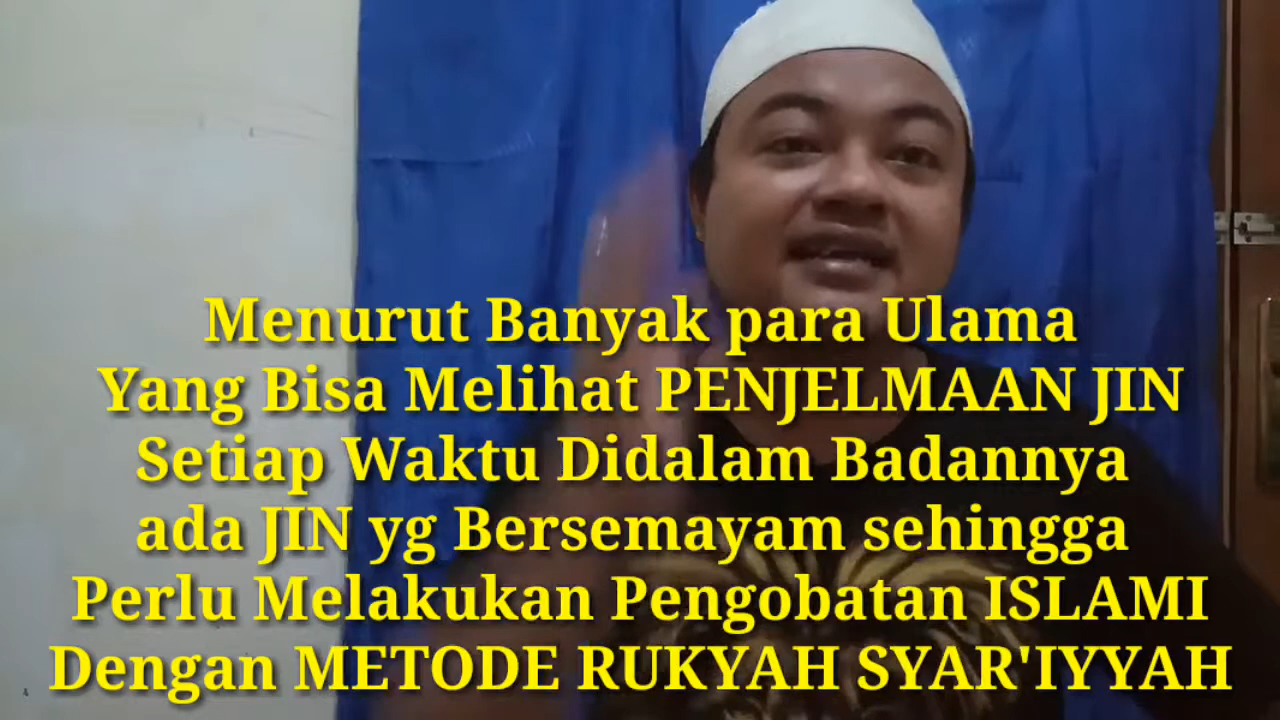 Menurut Banyak para Ulama
Yang Bisa Melihat PENJELMAAN JIN
Setiap Waktu Didalam Badannya
ada JIN yg Bersemayam sehingga
Perlu Melakukan Pengobatan ISLAMI
Dengan METODE RUKYAH SYAR'IYYAH